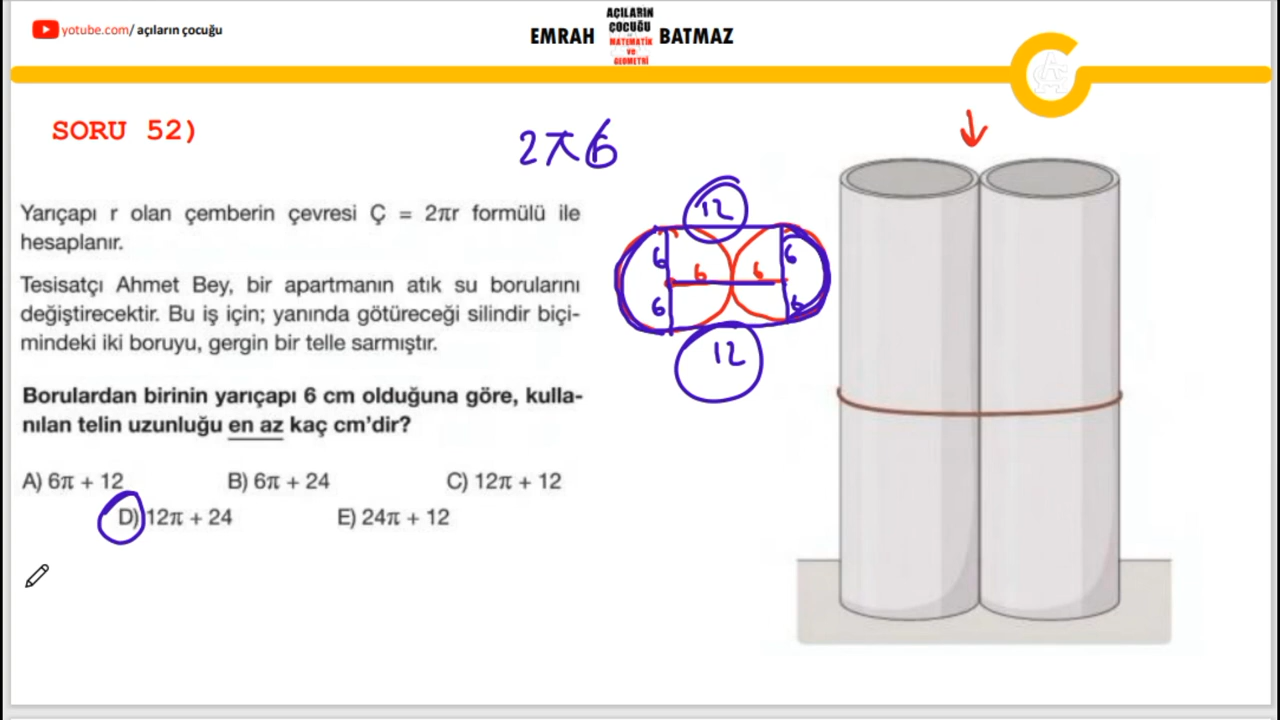 yotube.com/ açıların çocuğu
EMRAH
AÇILARIN
ÇOCUĞU
MATEMATİK
ve
GEOMETRİ
BATMAZ
SORU 52)
2π6
Yarıçapı r olan çemberin çevresi Ç = 2πr formülü ile
hesaplanır.
Tesisatçı Ahmet Bey, bir apartmanın atık su borularını
değiştirecektir. Bu iş için; yanında götüreceği silindir biçi-
mindeki iki boruyu, gergin bir telle sarmıştır.
Borulardan birinin yarıçapı 6 cm olduğuna göre, kulla-
nılan telin uzunluğu en az kaç cm'dir?
A) 6π + 12 B) 6π + 24 C) 12π + 12
D) 12π + 24 E) 24π + 12
12
6 6
6 6
6 6
12